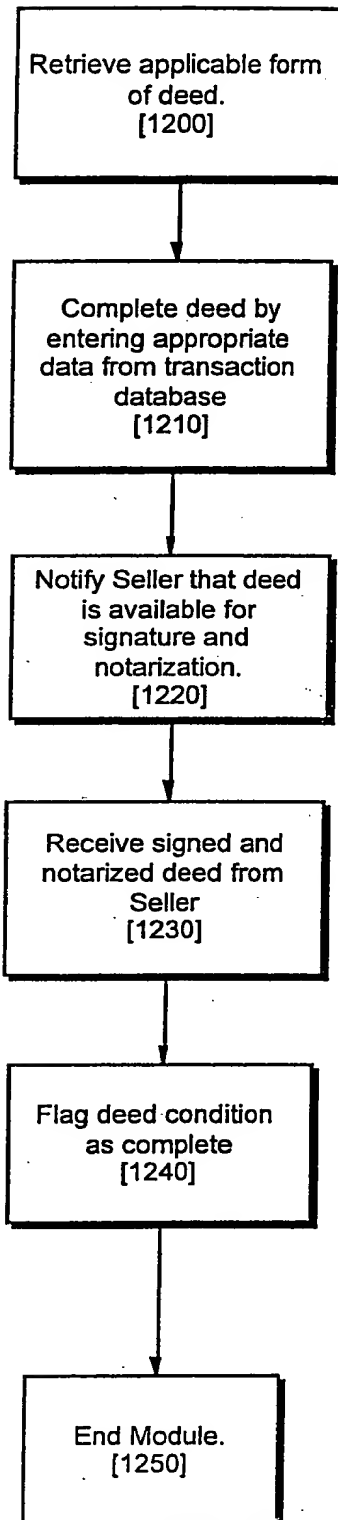 Retrieve applicable form
of deed.
[1200]
Complete deed by
entering appropriate
data from transaction
database
[1210]
Notify Seller that deed
is available for
signature and
notarization.
[1220]
Receive signed and
notarized deed from
Seller
[1230]
Flag deed condition
as complete
[1240]
End Module.
[1250]